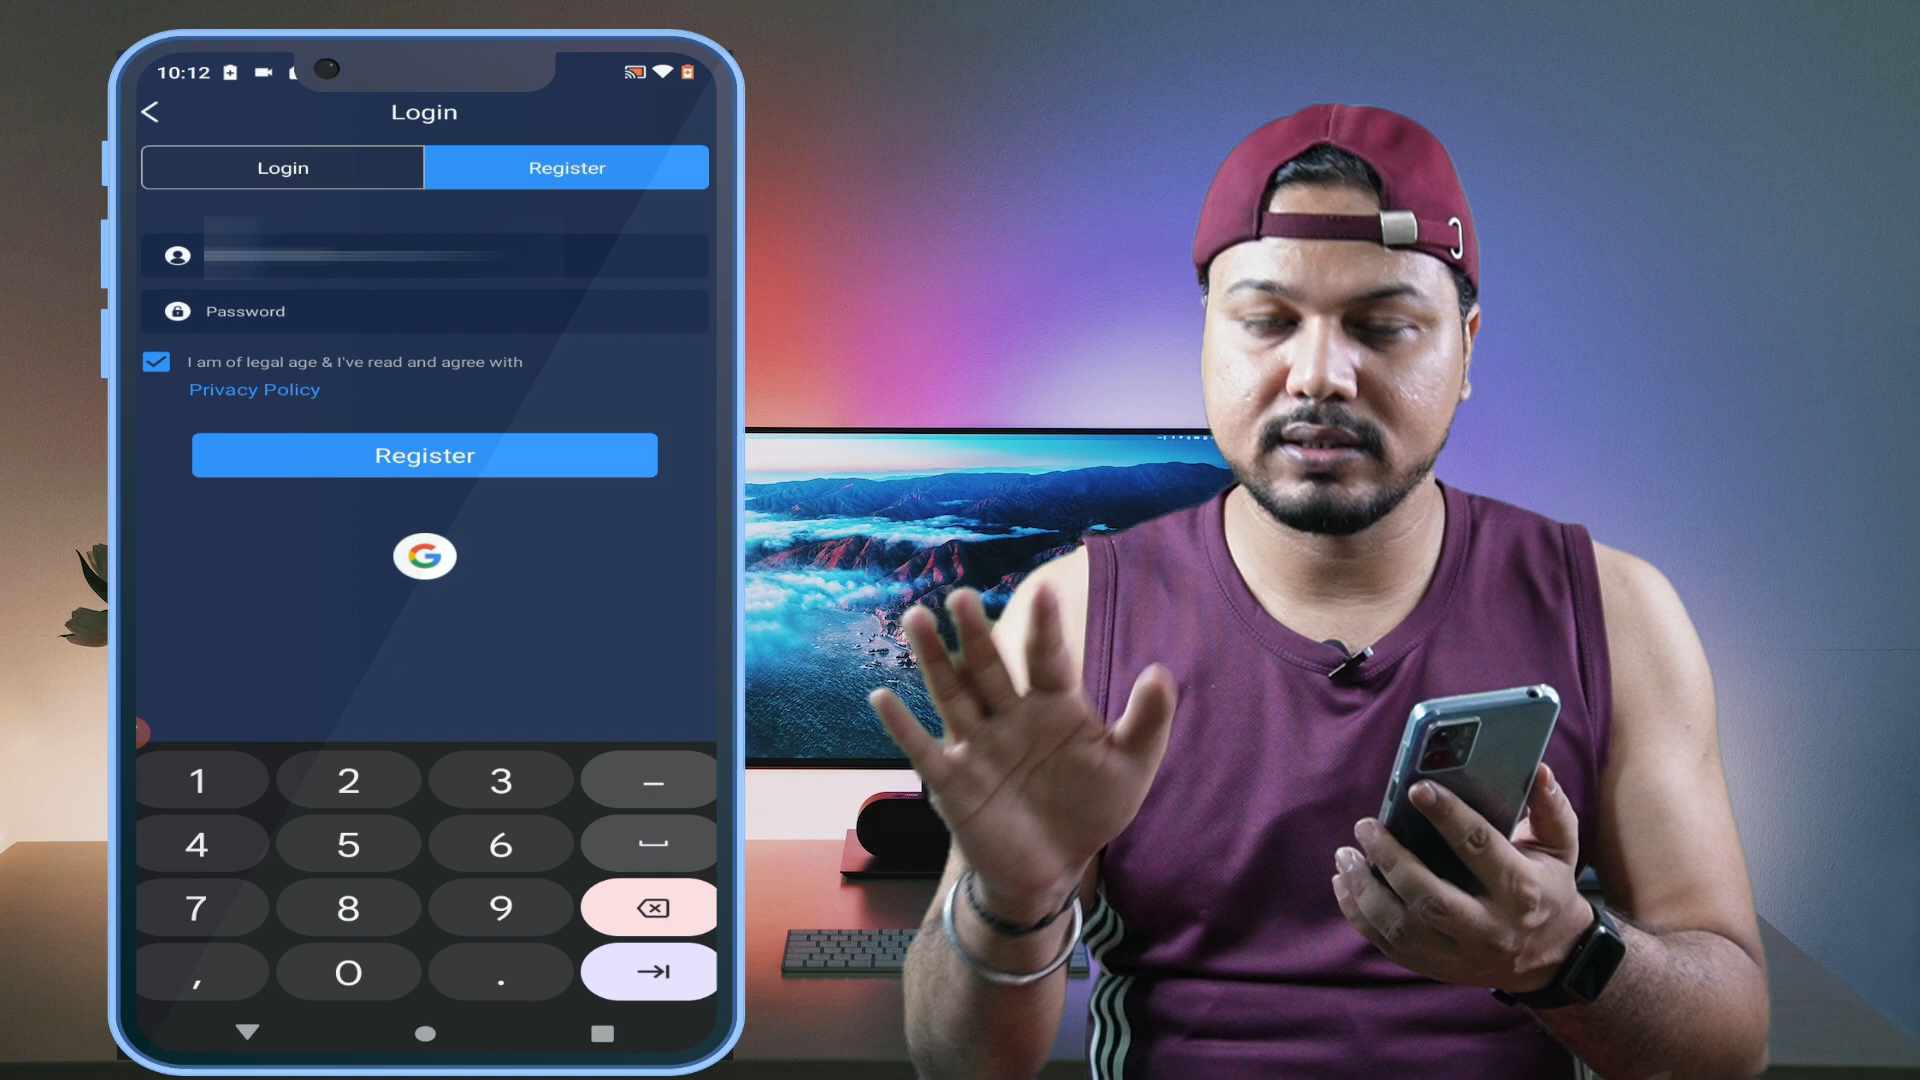 10:12
Login
Login Register
Password
I am of legal age & I've read and agree with
Privacy Policy
Register
G
1 2 3 –
4 5 6
7 8 9
, 0 .